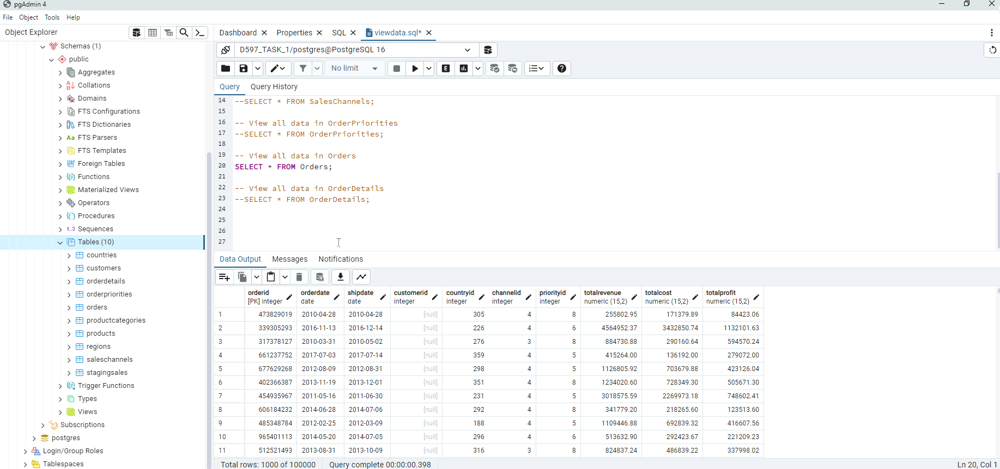 pgAdmin 4
File Object Tools Help
Object Explorer
Schemas (1)
public
Aggregates
Collations
Domains
FTS Configurations
FTS Dictionaries
Aa FTS Parsers
FTS Templates
Foreign Tables
Functions
Materialized Views
Operators
Procedures
1..3 Sequences
Tables (10)
countries
customers
orderdetails
orderpriorities
orders
productcategories
products
regions
saleschannels
stagingsales
Trigger Functions
Types
Views
Subscriptions
postgres
Login/Group Roles
Tablespaces
Dashboard Properties SQL viewdata.sql*
D597_TASK_1/postgres@PostgreSQL 16
No limit E
Query Query History
14 --SELECT * FROM SalesChannels;
15
16 -- View all data in OrderPriorities
17 --SELECT * FROM OrderPriorities;
18
19 -- View all data in Orders
20 SELECT * FROM Orders;
21
22 -- View all data in OrderDetails
23 --SELECT * FROM OrderDetails;
24
25
26
27
Data Output Messages Notifications
orderid orderdate shipdate customerid countryid channelid priorityid totalrevenue totalcost totalprofit
[PK] integer date date integer integer integer integer numeric (15,2) numeric (15,2) numeric (15,2)
1 473829019 2010-04-28 2010-04-28 [null] 305 4 8 255802.95 171379.89 84423.06
2 339305293 2016-11-13 2016-12-14 [null] 226 4 6 4564952.37 3432850.74 1132101.63
3 317378127 2010-03-31 2010-05-02 [null] 276 3 8 884730.88 290160.64 594570.24
4 661237752 2017-07-03 2017-07-14 [null] 359 4 5 415264.00 136192.00 279072.00
5 677629268 2012-08-09 2012-08-31 [null] 298 4 5 1126805.92 703679.88 423126.04
6 402366387 2013-11-19 2013-12-01 [null] 351 4 8 1234020.60 728349.30 505671.30
7 454935967 2011-05-16 2011-06-30 [null] 231 4 5 3018575.59 2269973.18 748602.41
8 606184232 2014-06-28 2014-07-06 [null] 292 4 8 341779.20 218265.60 123513.60
9 485348784 2012-02-25 2012-03-09 [null] 188 4 5 1109446.88 692839.32 416607.56
10 965401113 2014-05-20 2014-07-05 [null] 296 4 6 513632.90 292423.67 221209.23
11 512521493 2013-08-31 2013-10-09 [null] 316 3 8 824837.24 486839.22 337998.02
Total rows: 1000 of 100000 Query complete 00:00:00.398 Ln 20, Col 1